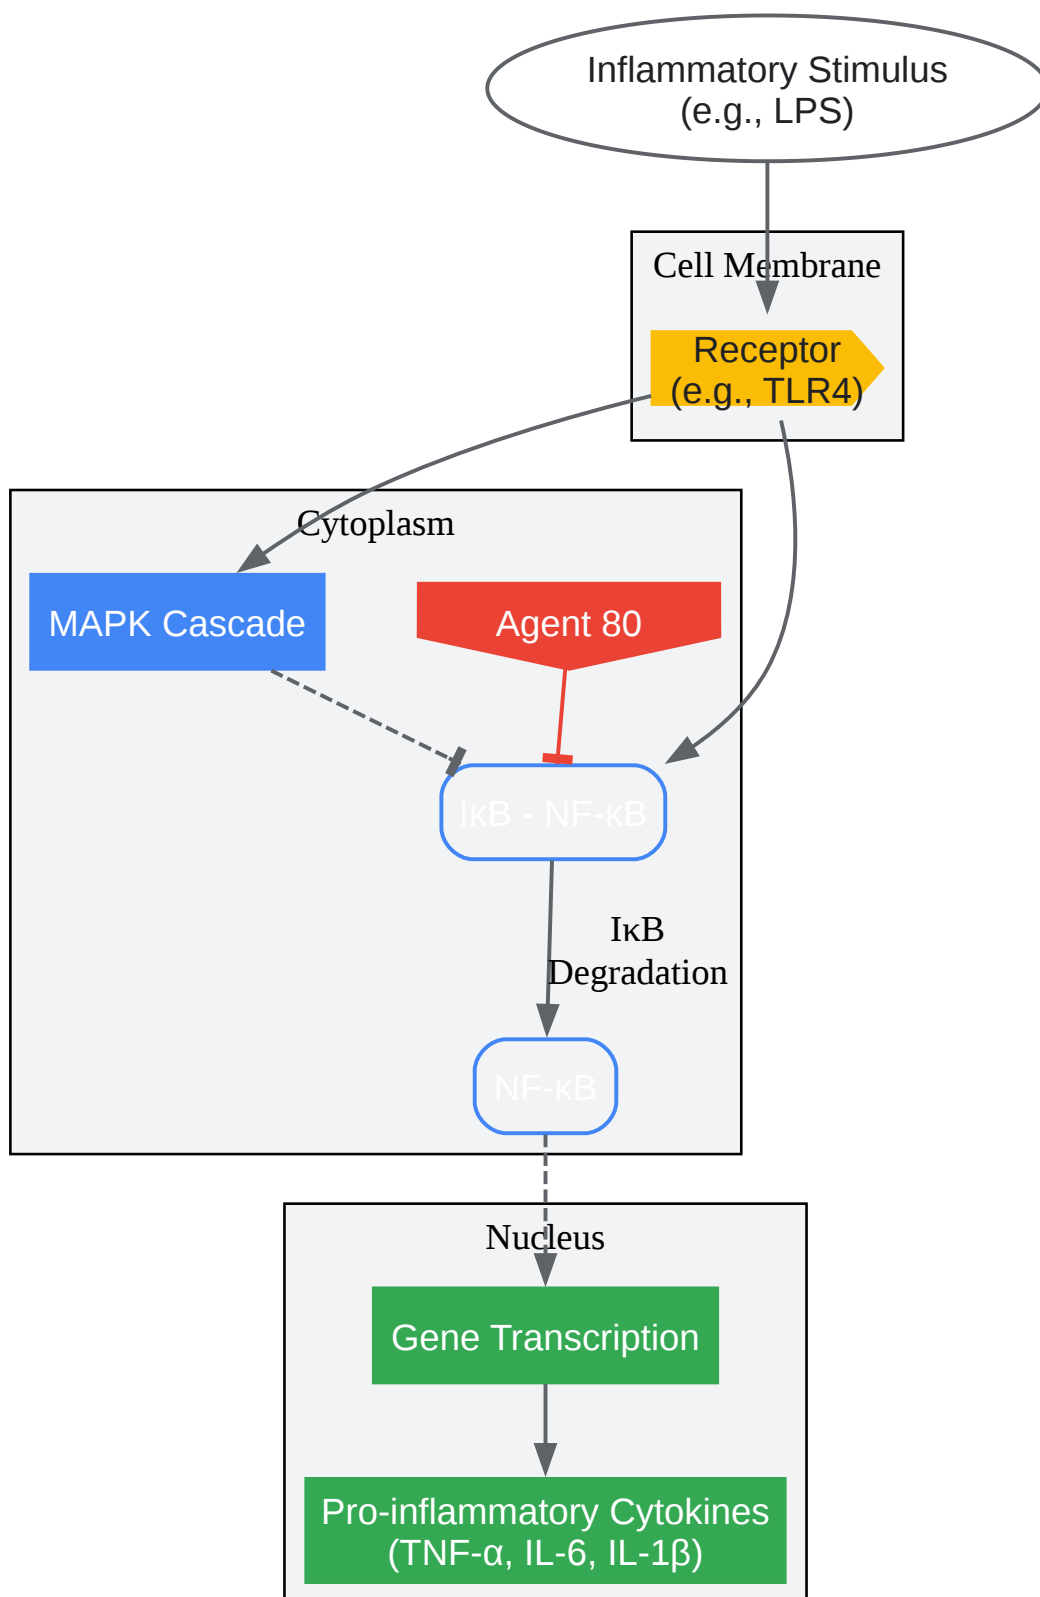 Inflammatory Stimulus
(e.g., LPS)
Cell Membrane
Receptor
(e.g., TLR4)
Cytoplasm
MAPK Cascade
Agent 80
IκB - NF-κB
IκB
Degradation
NF-κB
Nucleus
Gene Transcription
Pro-inflammatory Cytokines
(TNF-α, IL-6, IL-1β)